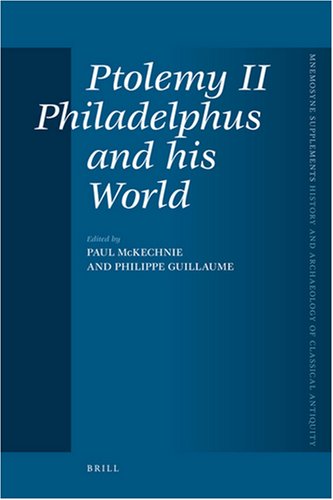 Ptolemy II
Philadelphus
and his
World
Edited by
PAUL McKECHNIE
AND PHILIPPE GUILLAUME
BRILL
MNEMOSYNE SUPPLEMENTS HISTORY AND ARCHAEOLOGY OF CLASSICAL ANTIQUITY